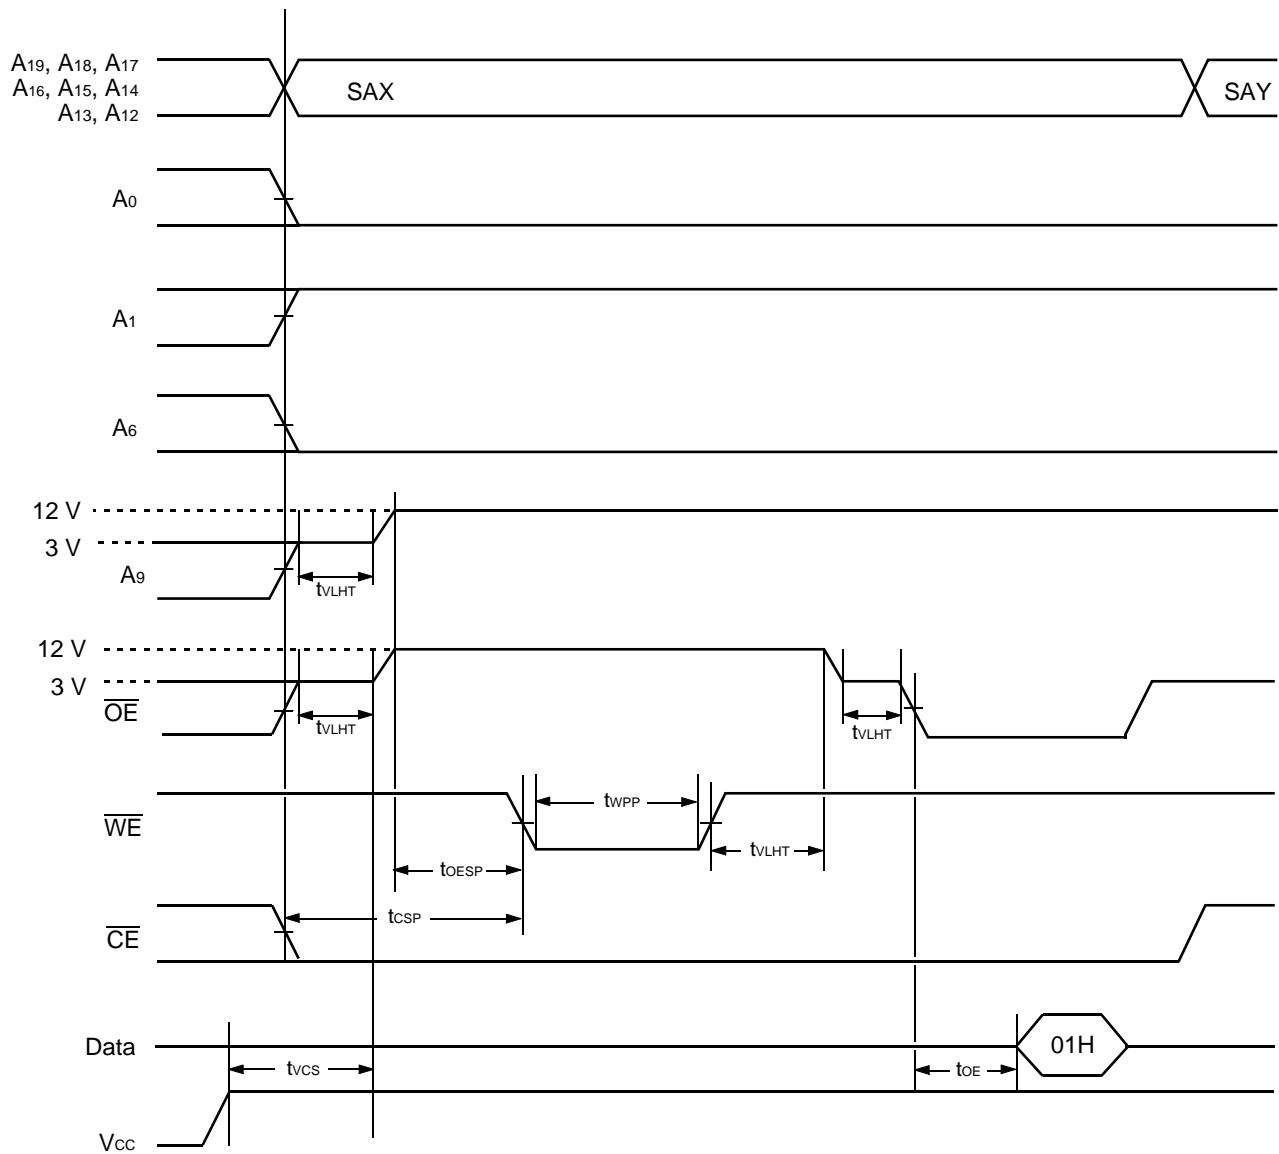 A19, A18, A17
A16, A15, A14
A13, A12
SAX
SAY
A0
A1
A6
12 V
3 V
A9
tVLHT
12 V
3 V
OE
tVLHT
tVLHT
WE
tWPP
tVLHT
tOESP
tCSP
CE
Data
01H
tVCS
tOE
VCC